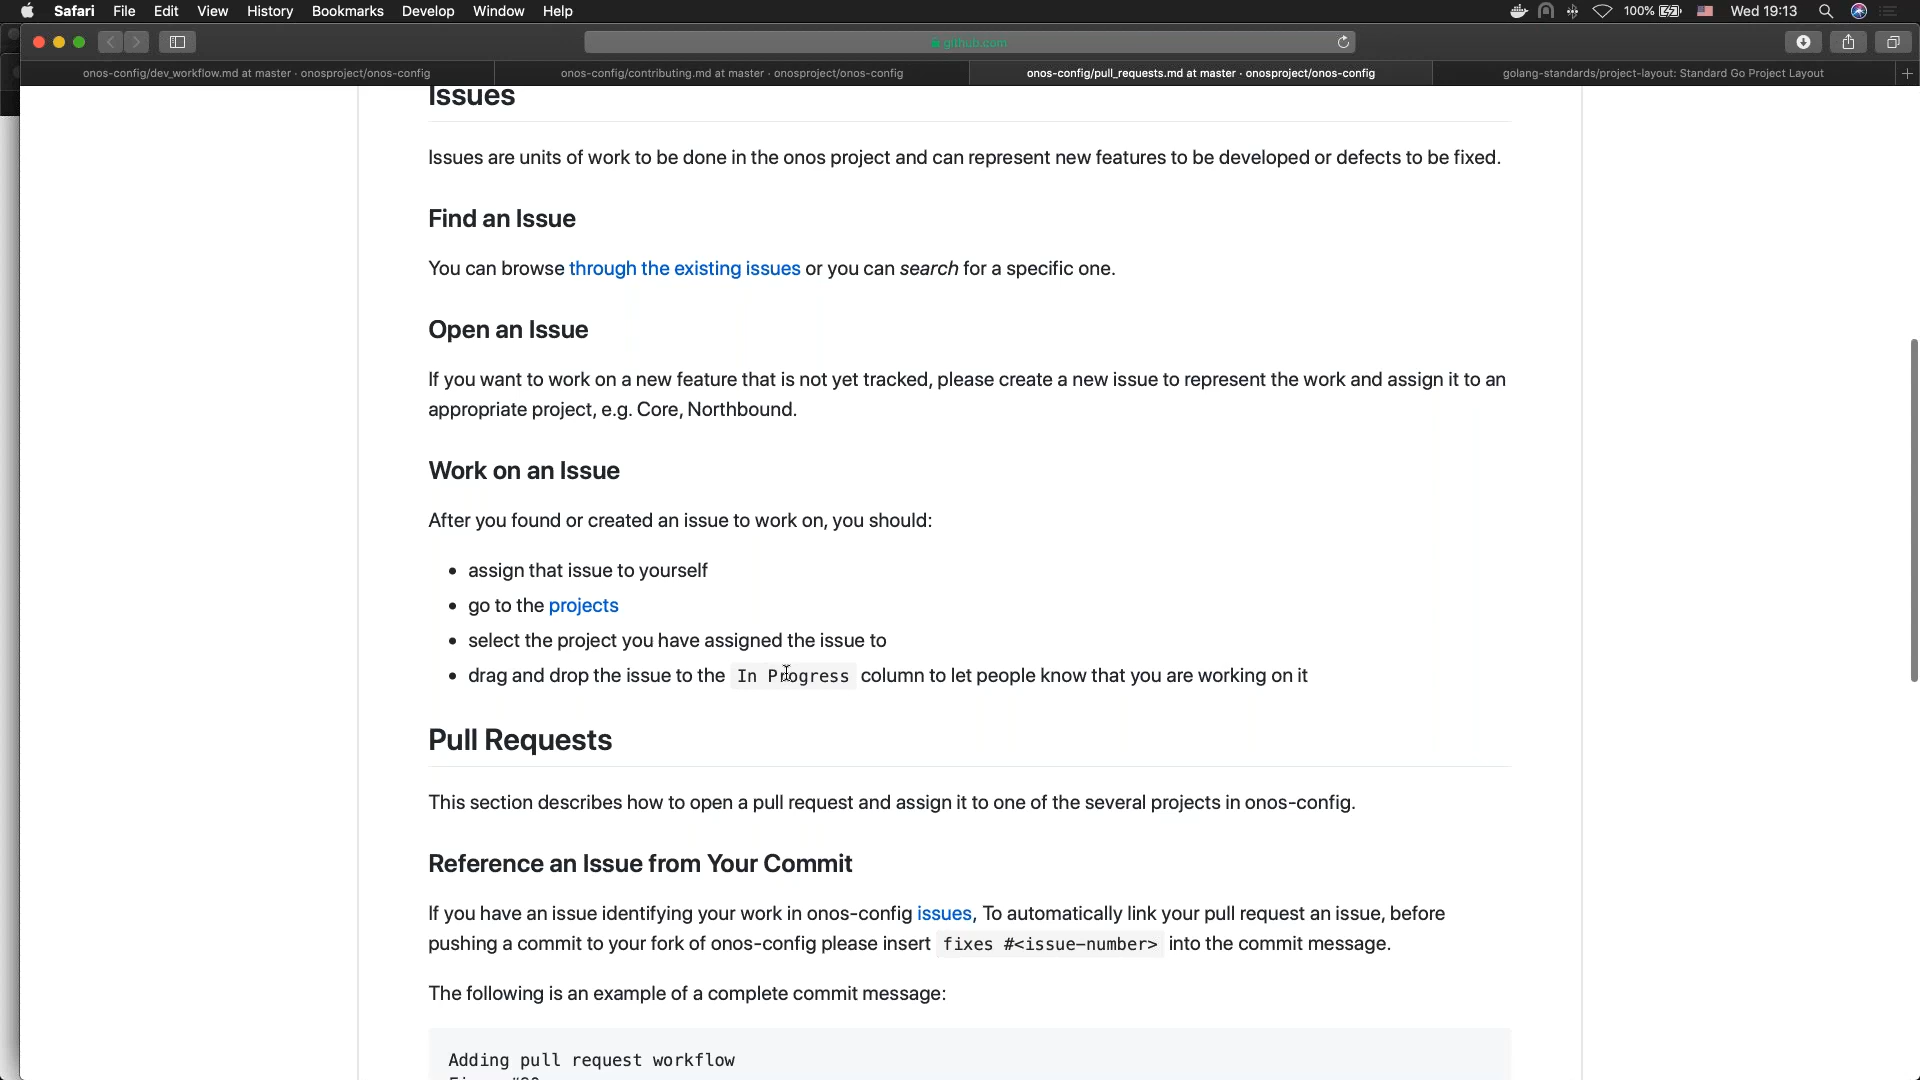 Safari File Edit View History Bookmarks Develop Window Help 100% Wed 19:13
github.com
onos-config/dev_workflow.md at master · onosproject/onos-config onos-config/contributing.md at master · onosproject/onos-config onos-config/pull_requests.md at master · onosproject/onos-config golang-standards/project-layout: Standard Go Project Layout
Issues
Issues are units of work to be done in the onos project and can represent new features to be developed or defects to be fixed.
Find an Issue
You can browse through the existing issues or you can search for a specific one.
Open an Issue
If you want to work on a new feature that is not yet tracked, please create a new issue to represent the work and assign it to an
appropriate project, e.g. Core, Northbound.
Work on an Issue
After you found or created an issue to work on, you should:
• assign that issue to yourself
• go to the projects
• select the project you have assigned the issue to
• drag and drop the issue to the In Progress column to let people know that you are working on it
Pull Requests
This section describes how to open a pull request and assign it to one of the several projects in onos-config.
Reference an Issue from Your Commit
If you have an issue identifying your work in onos-config issues, To automatically link your pull request an issue, before
pushing a commit to your fork of onos-config please insert fixes #<issue-number> into the commit message.
The following is an example of a complete commit message:
Adding pull request workflow